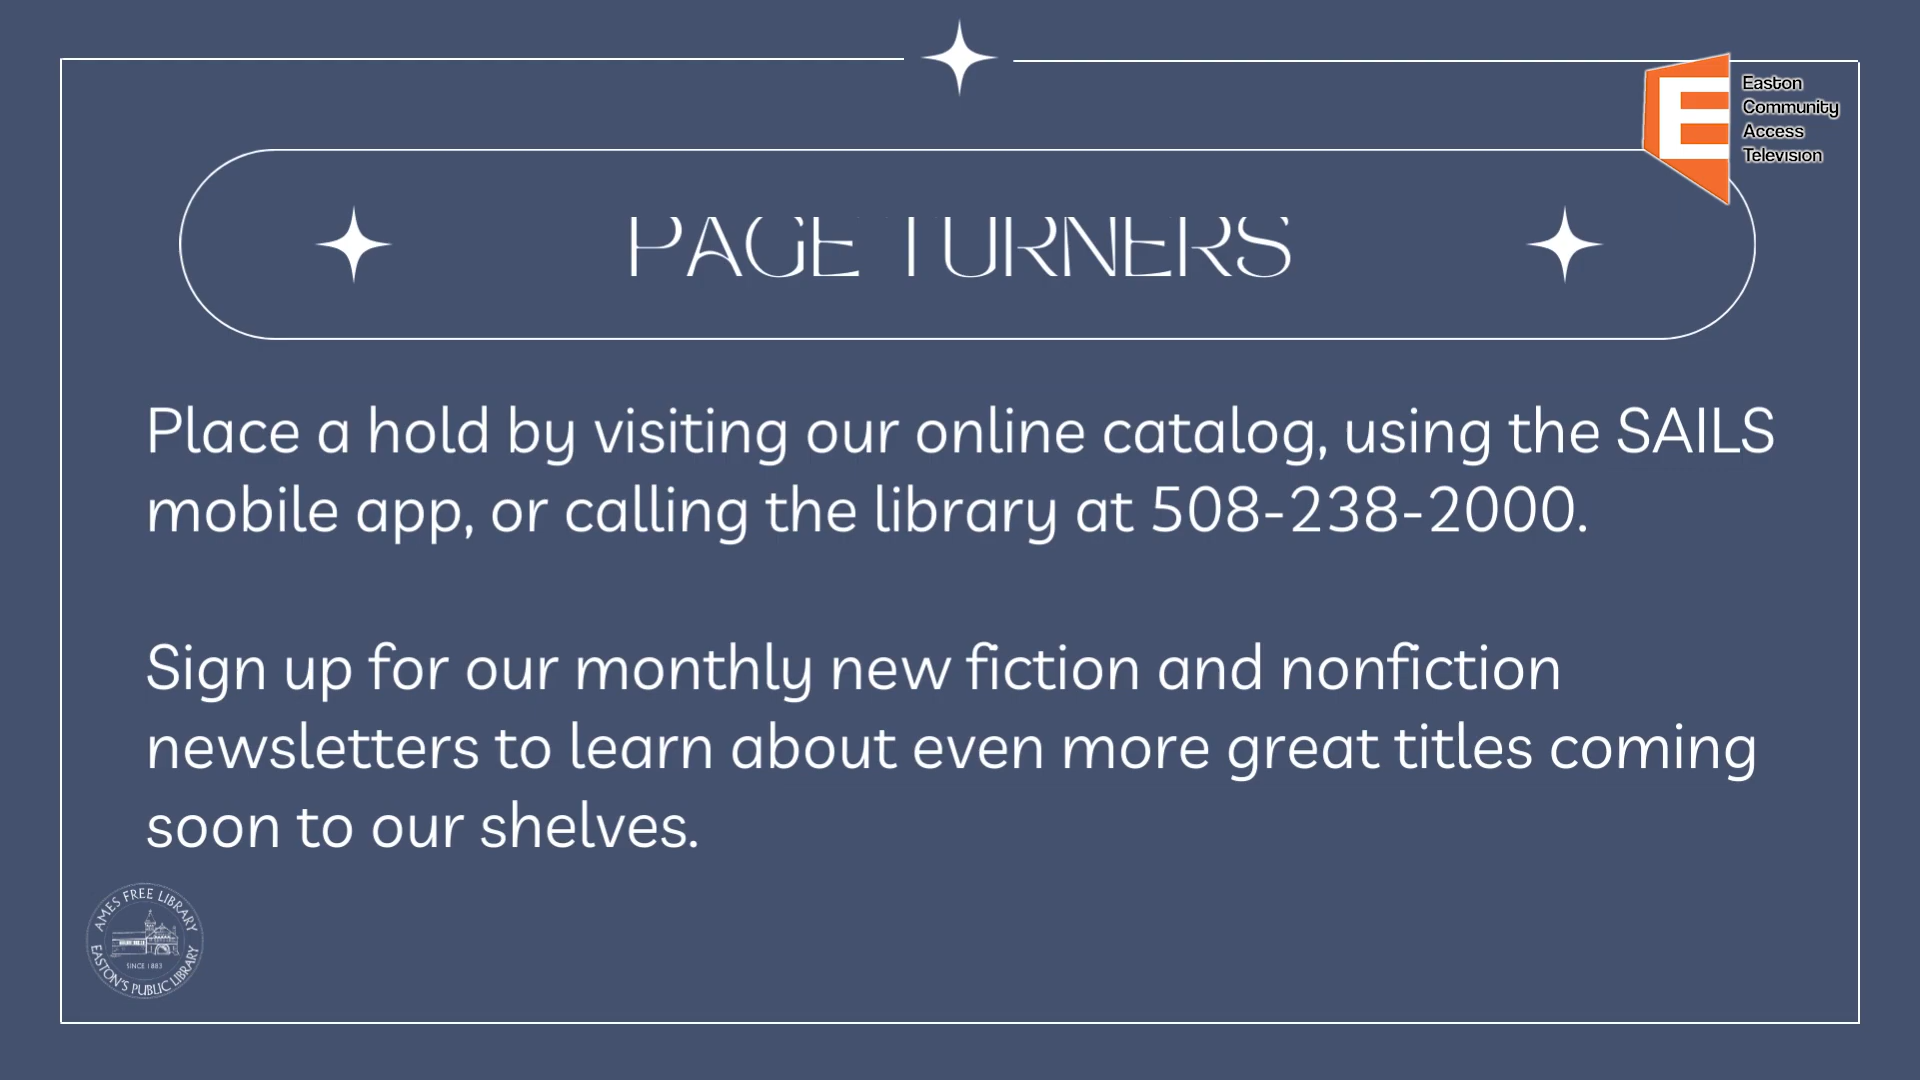 Easton
Community
Access
Television
PAGE TURNERS
Place a hold by visiting our online catalog, using the SAILS
mobile app, or calling the library at 508-238-2000.
Sign up for our monthly new fiction and nonfiction
newsletters to learn about even more great titles coming
soon to our shelves.
AMES FREE LIBRARY
SINCE 1883
EASTON'S PUBLIC LIBRARY